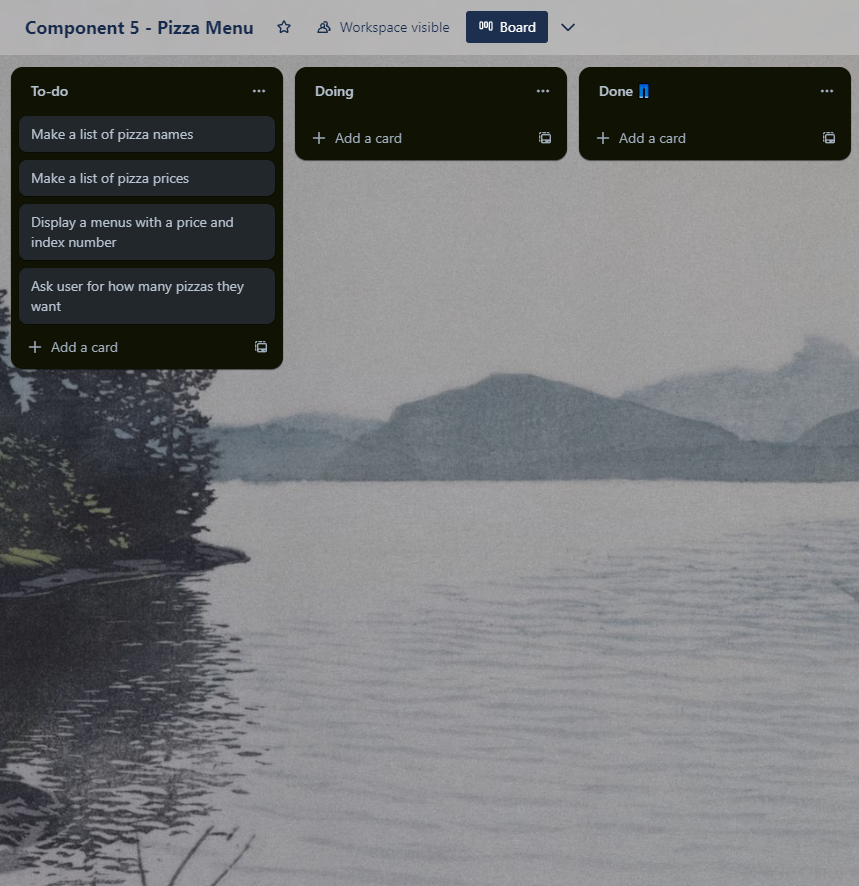 Component 5 - Pizza Menu
Workspace visible
Board
To-do
Make a list of pizza names
Make a list of pizza prices
Display a menus with a price and
index number
Ask user for how many pizzas they
want
Add a card
Doing
Add a card
Done 👖
Add a card